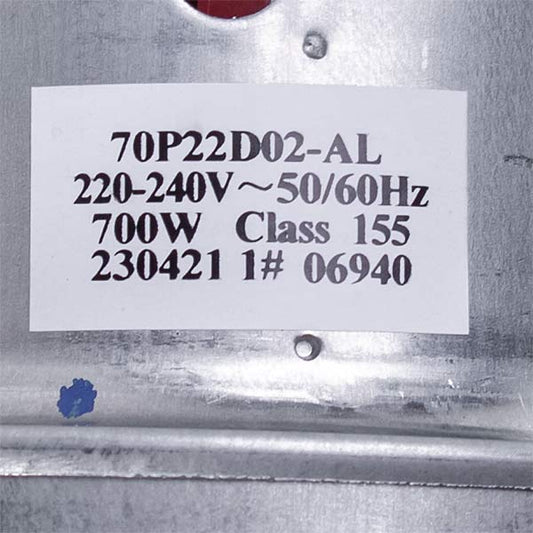 70P22D02-AL
220-240V～50/60Hz
700W Class 155
230421 1# 06940